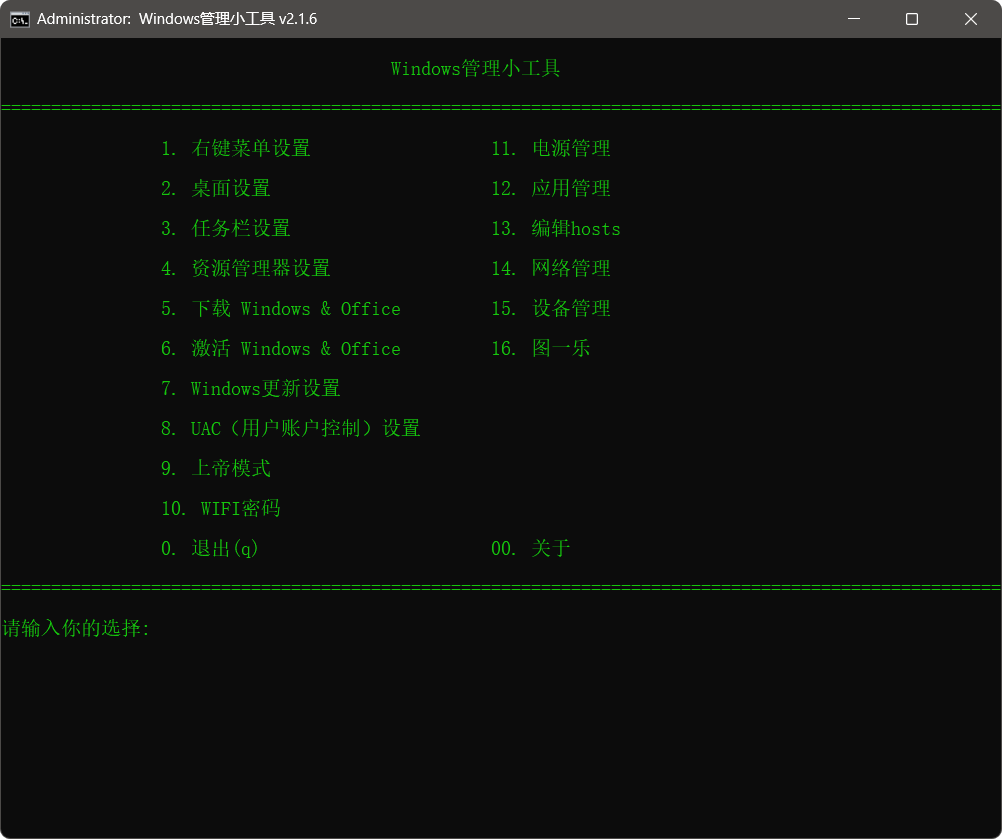 Administrator: Windows管理小工具 v2.1.6
Windows管理小工具
====================================================================================================
1. 右键菜单设置 11. 电源管理
2. 桌面设置 12. 应用管理
3. 任务栏设置 13. 编辑hosts
4. 资源管理器设置 14. 网络管理
5. 下载 Windows & Office 15. 设备管理
6. 激活 Windows & Office 16. 图一乐
7. Windows更新设置
8. UAC（用户账户控制）设置
9. 上帝模式
10. WIFI密码
0. 退出(q) 00. 关于
====================================================================================================
请输入你的选择: